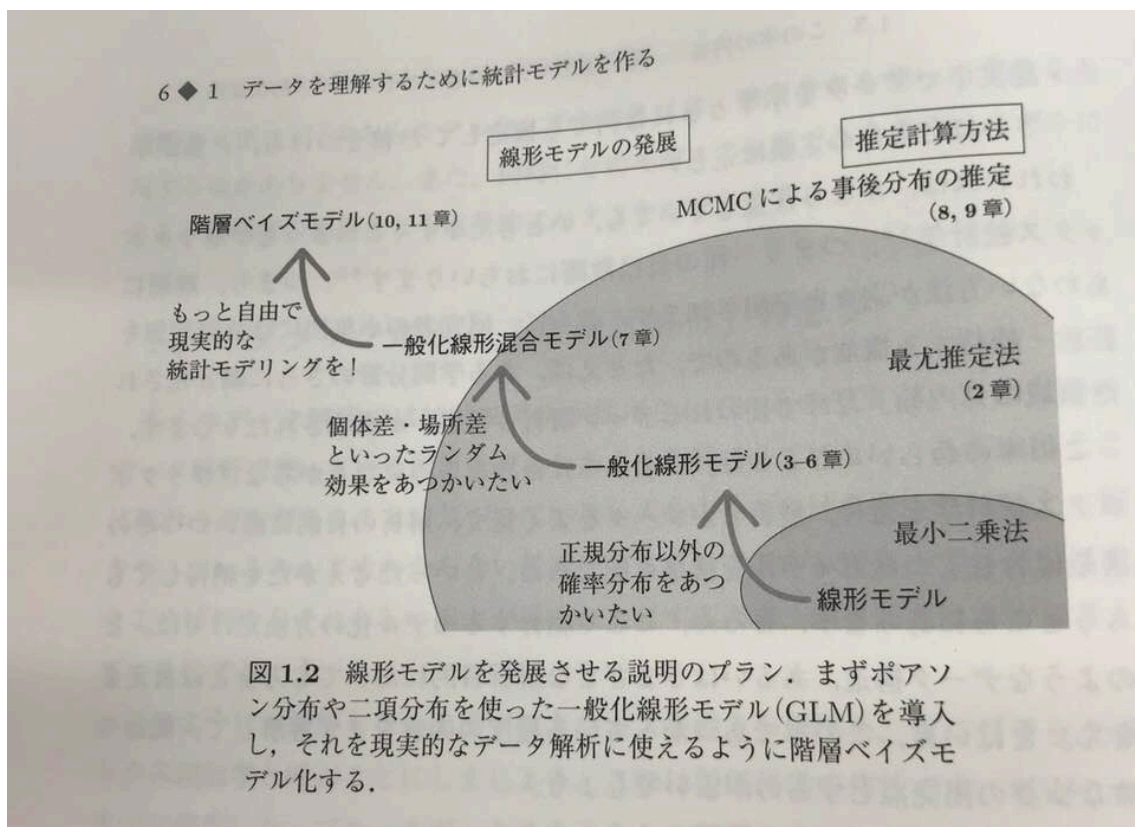 6 ◆ 1 データを理解するために統計モデルを作る
線形モデルの発展
推定計算方法
MCMCによる事後分布の推定
(8, 9 章)
階層ベイズモデル(10, 11 章)
もっと自由で
現実的な
統計モデリングを!
一般化線形混合モデル(7 章)
最尤推定法
(2 章)
個体差・場所差
といったランダム
効果をあつかいたい
一般化線形モデル(3–6 章)
最小二乗法
正規分布以外の
確率分布をあつ
かいたい
線形モデル
図 1.2 線形モデルを発展させる説明のプラン.まずポアソ
ン分布や二項分布を使った一般化線形モデル(GLM)を導入
し,それを現実的なデータ解析に使えるように階層ベイズモ
デル化する.